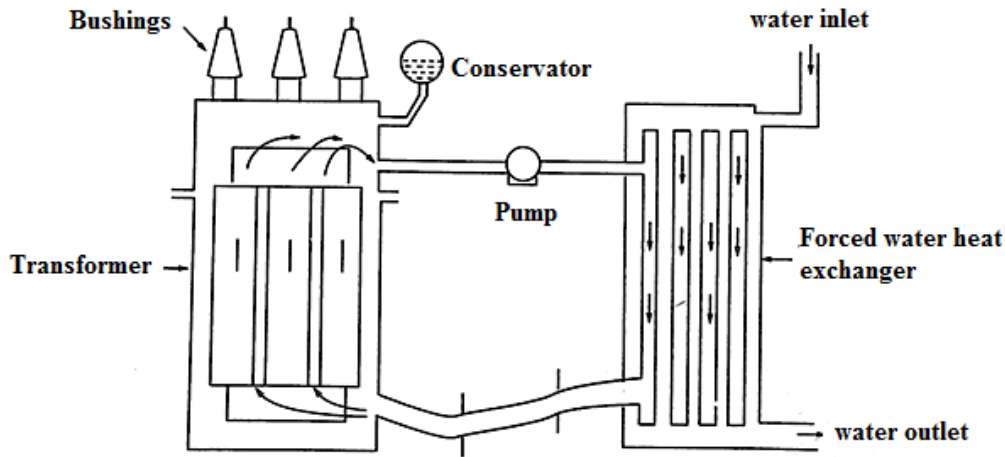 Bushings
water inlet
Conservator
Pump
Transformer
Forced water heat
exchanger
water outlet